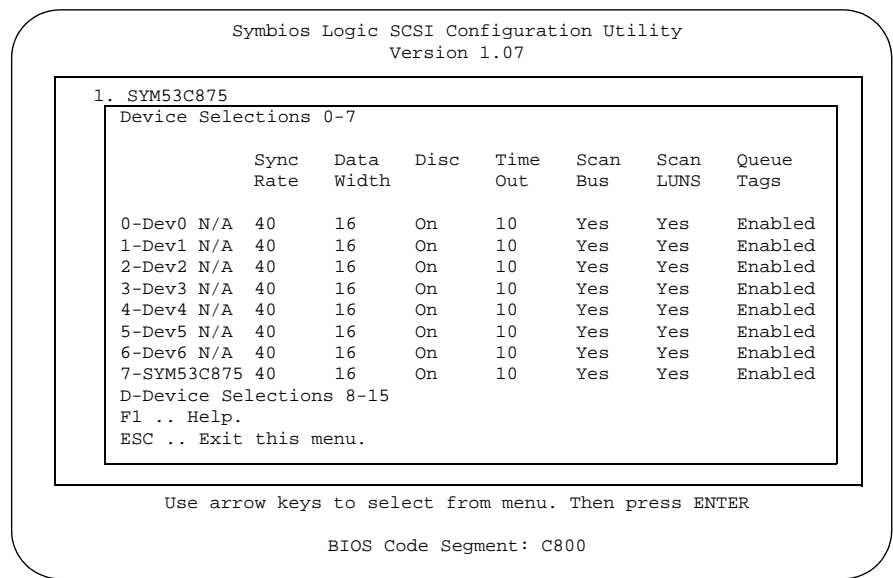 Symbios Logic SCSI Configuration Utility
Version 1.07
1. SYM53C875
Device Selections 0-7
Sync Data Disc Time Scan Scan Queue
Rate Width Out Bus LUNS Tags
0-Dev0 N/A 40 16 On 10 Yes Yes Enabled
1-Dev1 N/A 40 16 On 10 Yes Yes Enabled
2-Dev2 N/A 40 16 On 10 Yes Yes Enabled
3-Dev3 N/A 40 16 On 10 Yes Yes Enabled
4-Dev4 N/A 40 16 On 10 Yes Yes Enabled
5-Dev5 N/A 40 16 On 10 Yes Yes Enabled
6-Dev6 N/A 40 16 On 10 Yes Yes Enabled
7-SYM53C875 40 16 On 10 Yes Yes Enabled
D-Device Selections 8-15
F1 .. Help.
ESC .. Exit this menu.
Use arrow keys to select from menu. Then press ENTER
BIOS Code Segment: C800